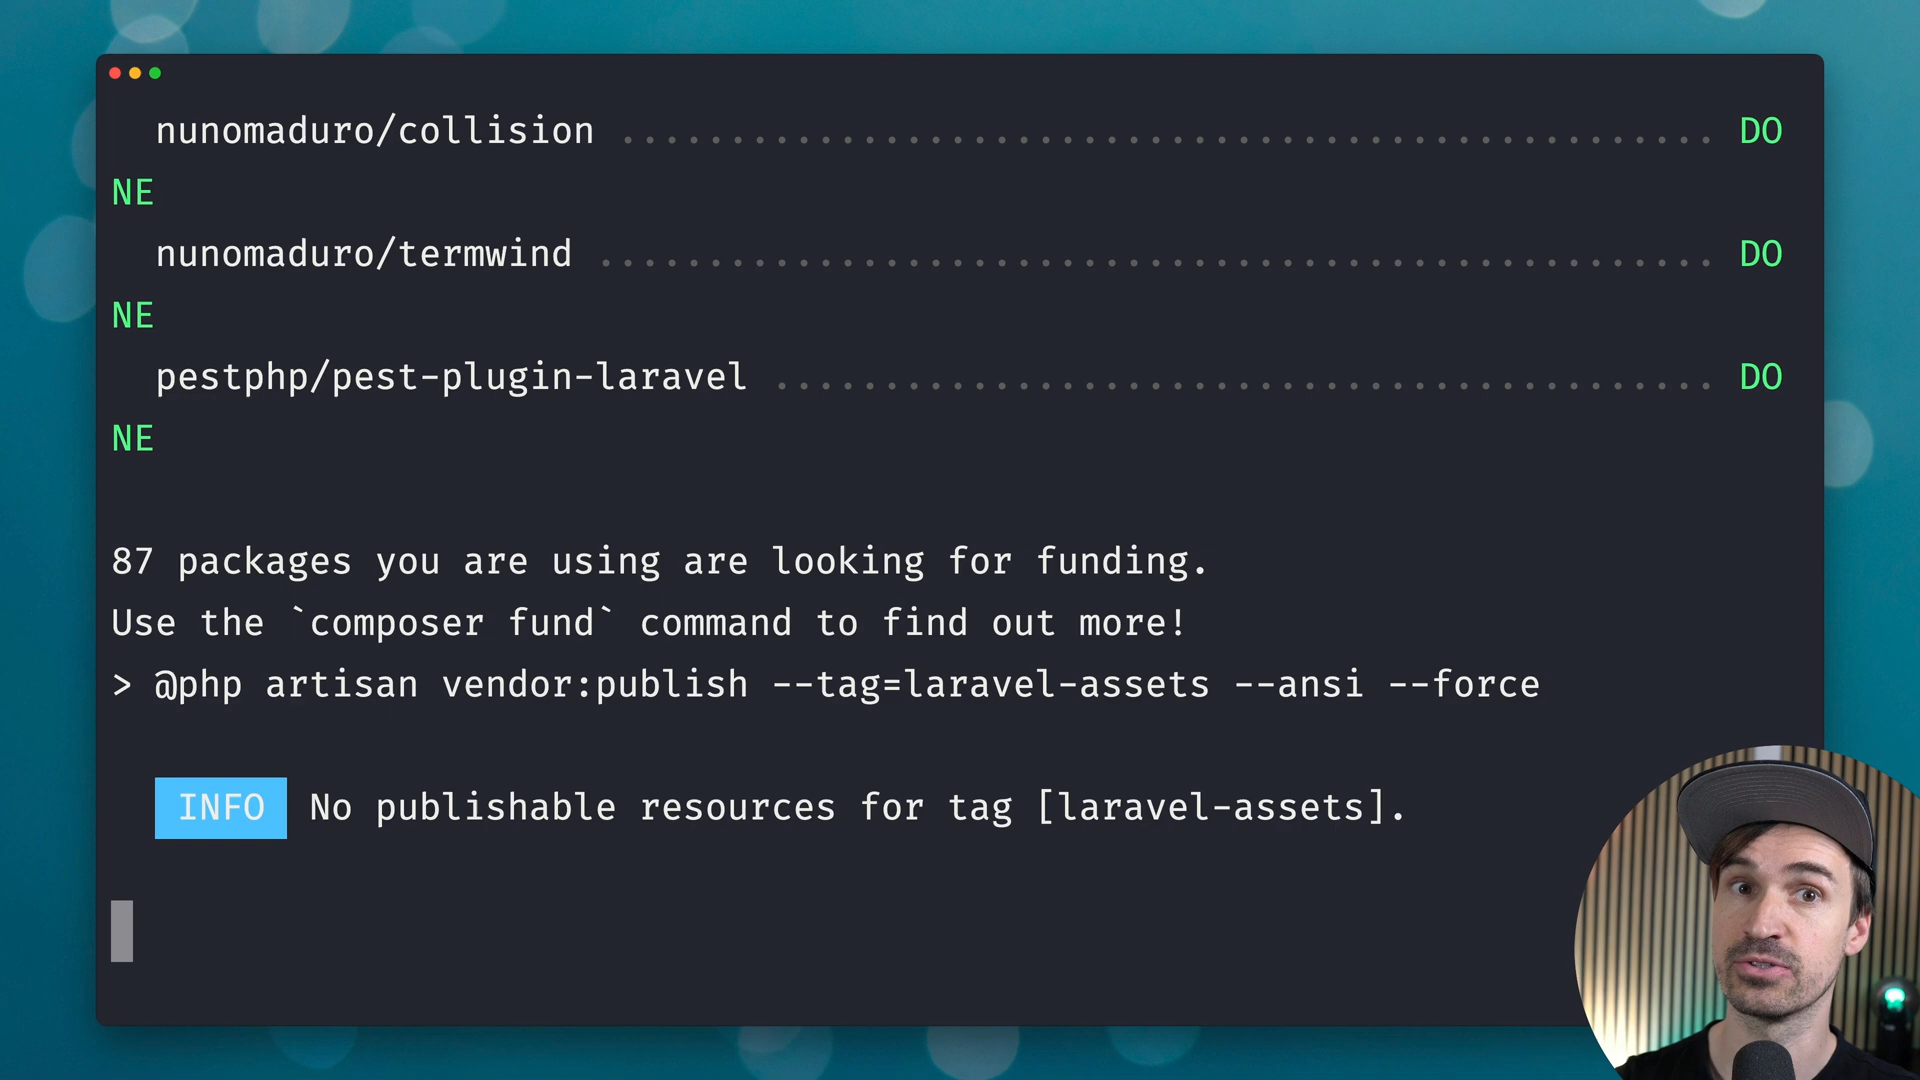 nunomaduro/collision ................................................. DO
NE
nunomaduro/termwind .................................................. DO
NE
pestphp/pest-plugin-laravel .......................................... DO
NE
87 packages you are using are looking for funding.
Use the `composer fund` command to find out more!
> @php artisan vendor:publish --tag=laravel-assets --ansi --force
INFO No publishable resources for tag [laravel-assets].